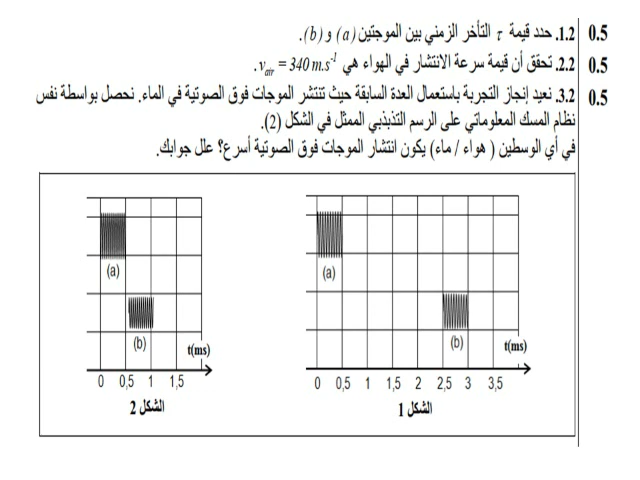 0.5 1.2. حدد قيمة τ التأخر الزمني بين الموجتين (a) و (b).
0.5 2.2. تحقق أن قيمة سرعة الانتشار في الهواء هي v_air = 340 m.s⁻¹.
0.5 3.2. نعيد إنجاز التجربة باستعمال العدة السابقة حيث تنتشر الموجات فوق الصوتية في الماء. نحصل بواسطة نفس
نظام المسك المعلوماتي على الرسم التذبذبي الممثل في الشكل (2).
في أي الوسطين ( هواء / ماء) يكون انتشار الموجات فوق الصوتية أسرع؟ علل جوابك.
(a)
(b)
t(ms)
0 0,5 1 1,5 2 2,5 3 3,5
الشكل 1
(a)
(b)
t(ms)
0 0,5 1 1,5
الشكل 2